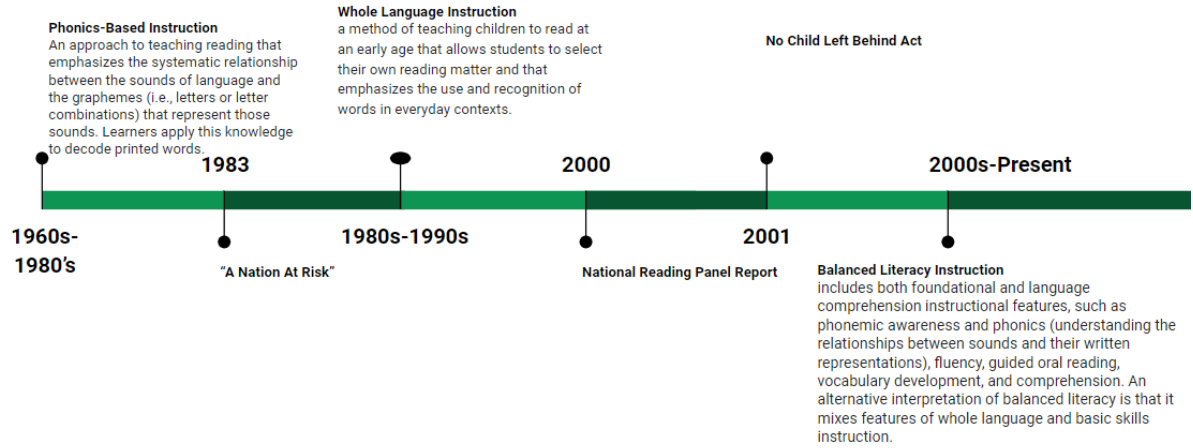 Phonics-Based Instruction
An approach to teaching reading that
emphasizes the systematic relationship
between the sounds of language and
the graphemes (i.e., letters or letter
combinations) that represent those
sounds. Learners apply this knowledge
to decode printed words.
Whole Language Instruction
a method of teaching children to read at
an early age that allows students to select
their own reading matter and that
emphasizes the use and recognition of
words in everyday contexts.
No Child Left Behind Act
1983
2000
2000s-Present
1960s-
1980's
1980s-1990s
2001
“A Nation At Risk”
National Reading Panel Report
Balanced Literacy Instruction
includes both foundational and language
comprehension instructional features, such as
phonemic awareness and phonics (understanding the
relationships between sounds and their written
representations), fluency, guided oral reading,
vocabulary development, and comprehension. An
alternative interpretation of balanced literacy is that it
mixes features of whole language and basic skills
instruction.